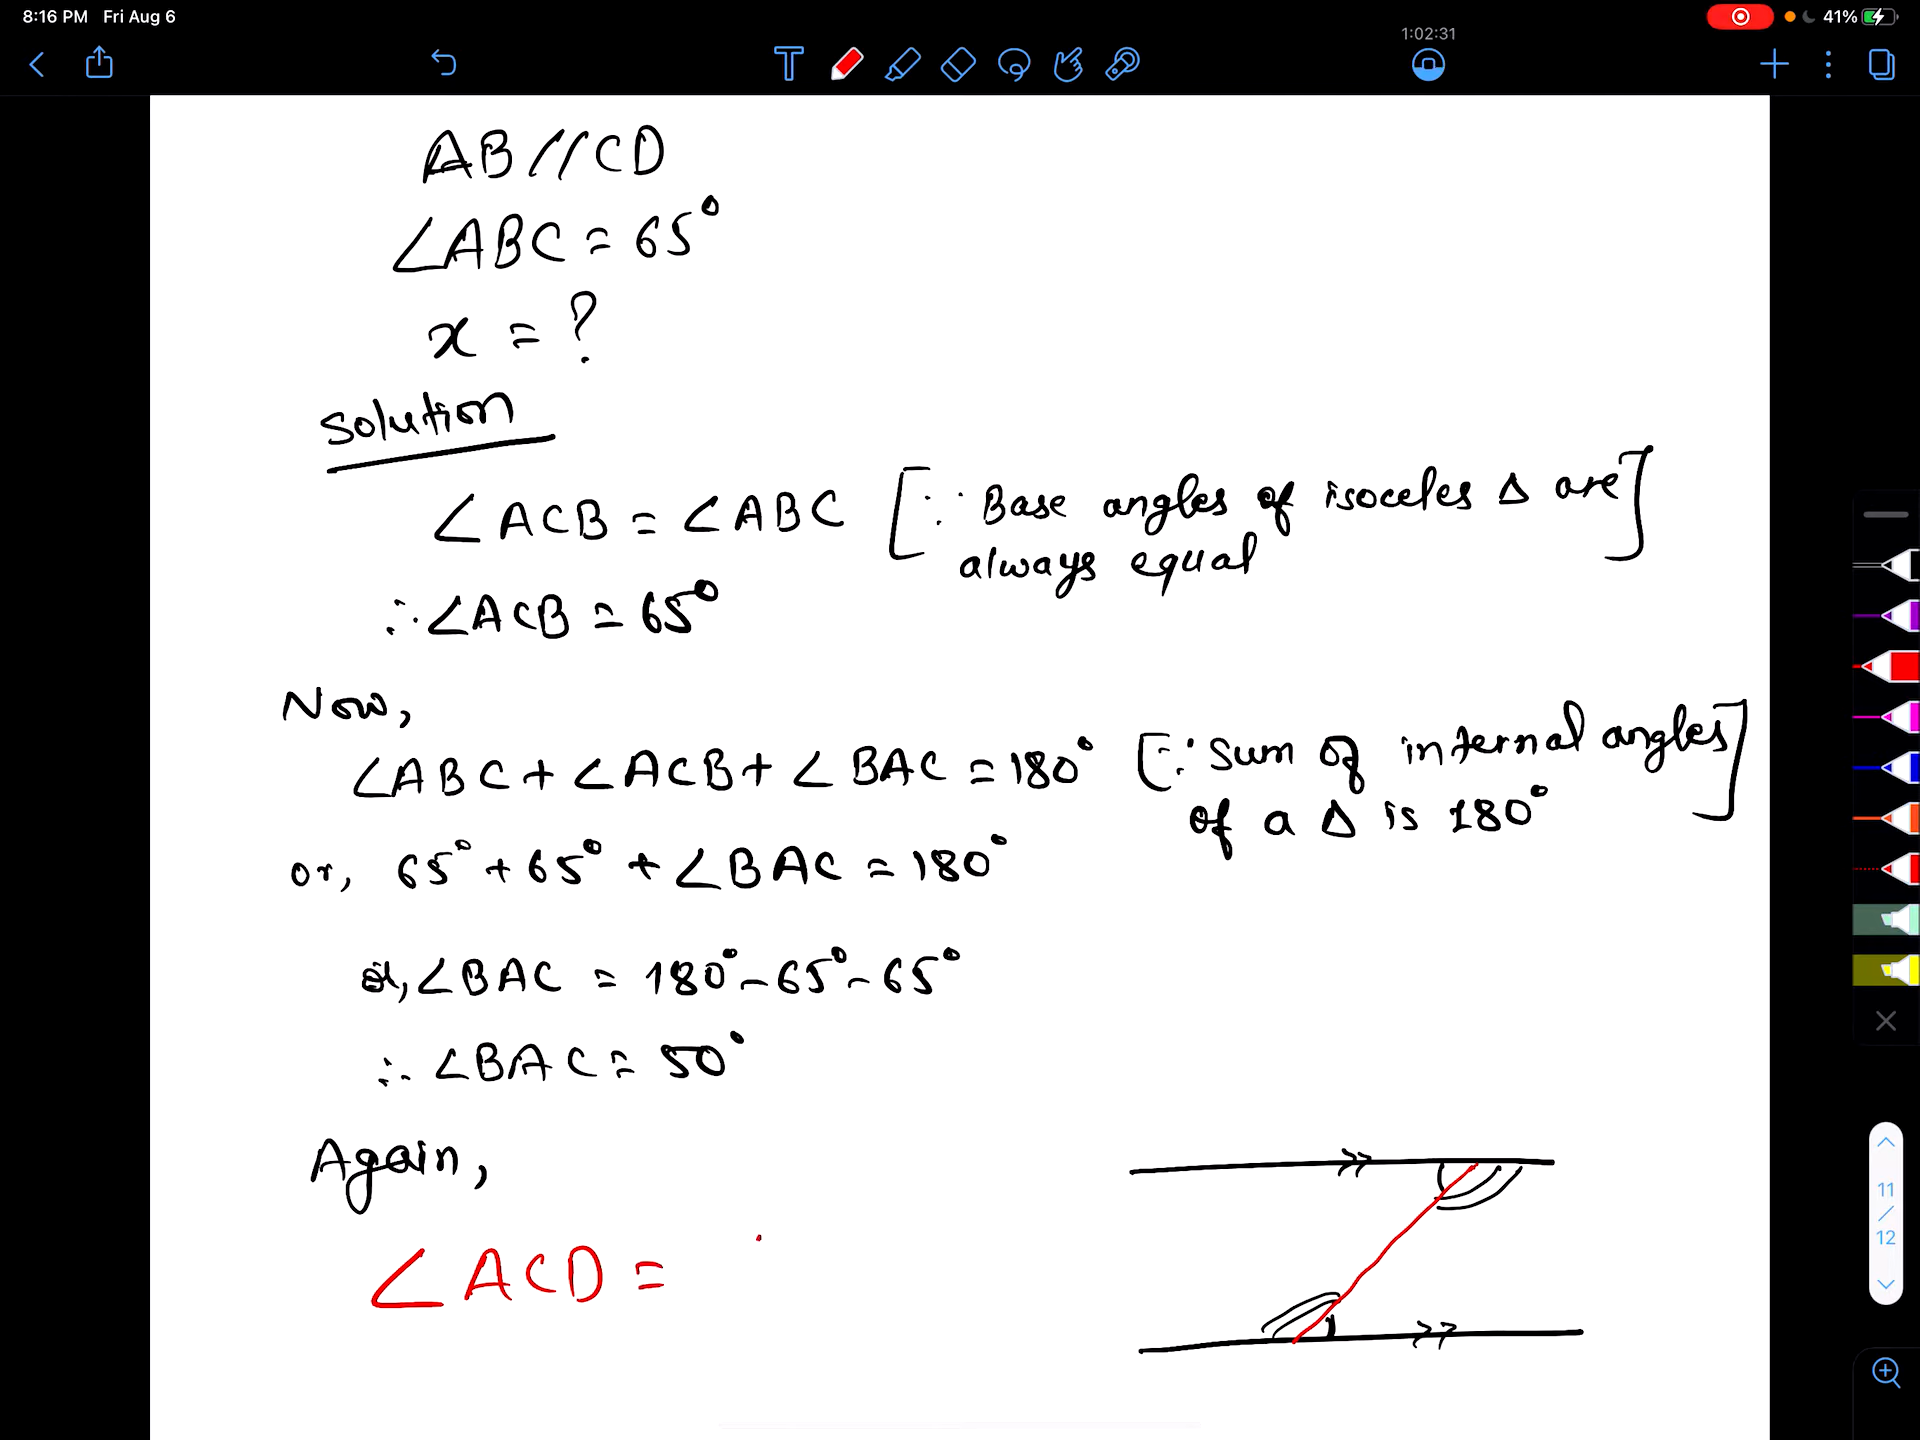 8:16 PM Fri Aug 6
41%
1:02:31
AB//CD
∠ABC = 65°
x = ?
Solution
∠ACB = ∠ABC [∵ Base angles of isoceles Δ are
always equal]
∴ ∠ACB = 65°
Now,
∠ABC + ∠ACB + ∠BAC = 180° [∵ Sum of internal angles
of a Δ is 180°]
or, 65° + 65° + ∠BAC = 180°
or, ∠BAC = 180° - 65° - 65°
∴ ∠BAC = 50°
Again,
∠ACD =
11
/
12